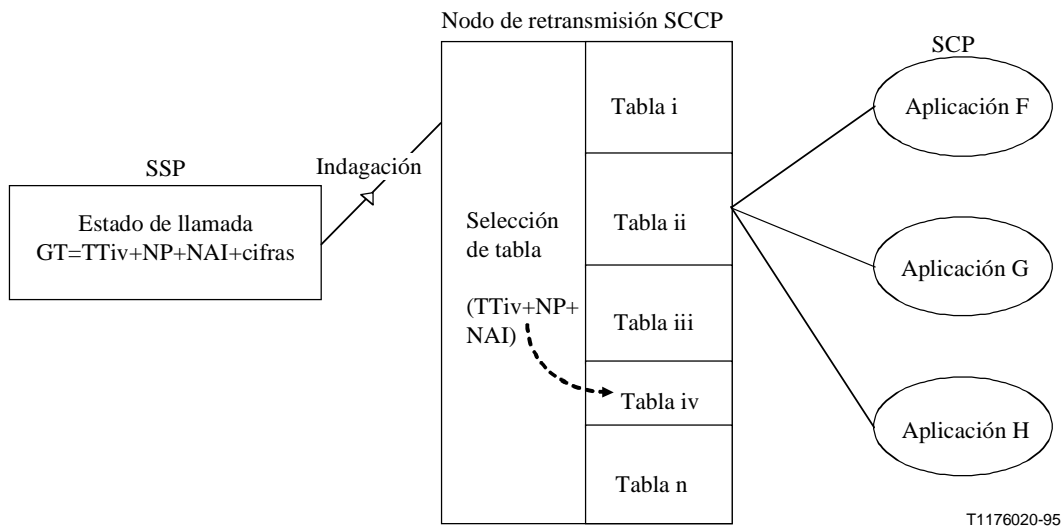 Nodo de retransmisión SCCP
SCP
Tabla i
Aplicación F
SSP
Indagación
Estado de llamada
GT=TTiv+NP+NAI+cifras
Selección
de tabla
Tabla ii
Aplicación G
(TTiv+NP+
NAI)
Tabla iii
Tabla iv
Aplicación H
Tabla n
T1176020-95